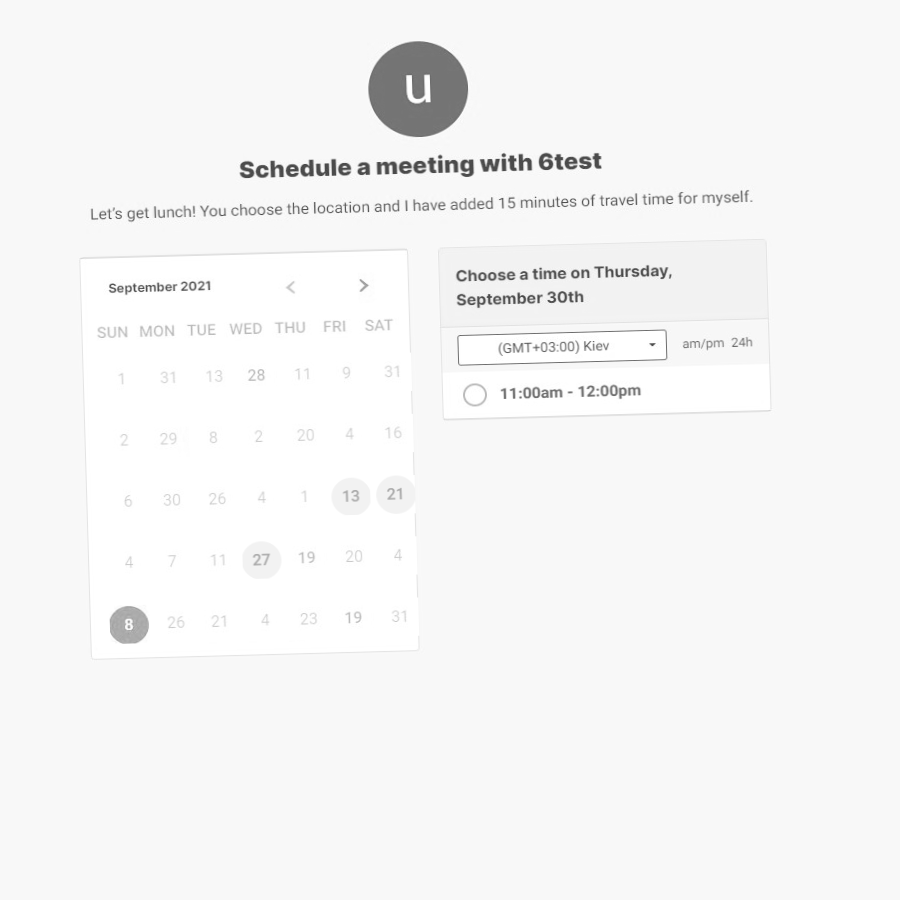 u
Schedule a meeting with 6test
Let's get lunch! You choose the location and I have added 15 minutes of travel time for myself.
September 2021
SUN MON TUE WED THU FRI SAT
1 31 13 28 11 9 31
2 29 8 2 20 4 16
6 30 26 4 1 13 21
4 7 11 27 19 20 4
8 26 21 4 23 19 31
Choose a time on Thursday,
September 30th
(GMT+03:00) Kiev am/pm 24h
11:00am - 12:00pm